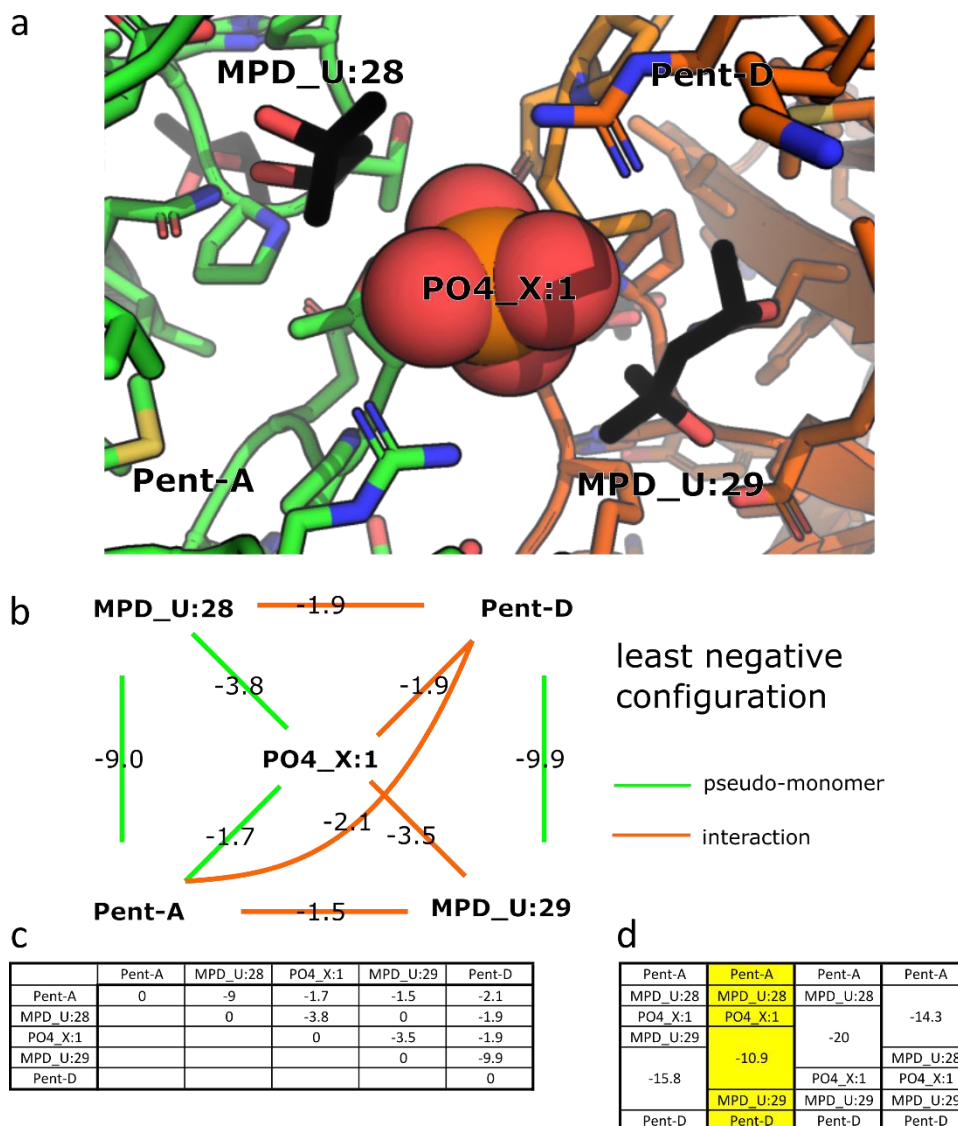 a
MPD_U:28
Pent-D
PO4_X:1
Pent-A
MPD_U:29
b
MPD_U:28 -1.9 Pent-D
-3.8 -1.9
-9.0 PO4_X:1 -9.9
-1.7 -2.1 -3.5
Pent-A -1.5 MPD_U:29
least negative
configuration
pseudo-monomer
interaction
c
Pent-A MPD_U:28 PO4_X:1 MPD_U:29 Pent-D
Pent-A 0 -9 -1.7 -1.5 -2.1
MPD_U:28 0 -3.8 0 -1.9
PO4_X:1 0 -3.5 -1.9
MPD_U:29 0 -9.9
Pent-D 0
d
Pent-A Pent-A Pent-A Pent-A
MPD_U:28 MPD_U:28 MPD_U:28
PO4_X:1 PO4_X:1 -14.3
MPD_U:29 -20
-10.9 MPD_U:28
-15.8 PO4_X:1 PO4_X:1
MPD_U:29 MPD_U:29 MPD_U:29
Pent-D Pent-D Pent-D Pent-D